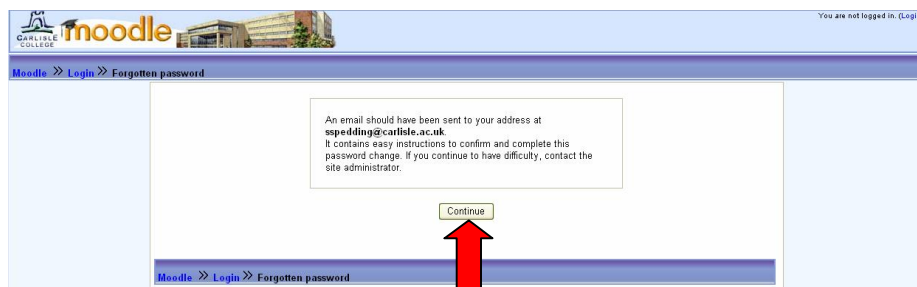 CARLISLE
COLLEGE
moodle
You are not logged in. (Logi
Moodle >> Login >> Forgotten password
An email should have been sent to your address at
sspedding@carlisle.ac.uk.
It contains easy instructions to confirm and complete this
password change. If you continue to have difficulty, contact the
site administrator.
Continue
Moodle >> Login >> Forgotten password